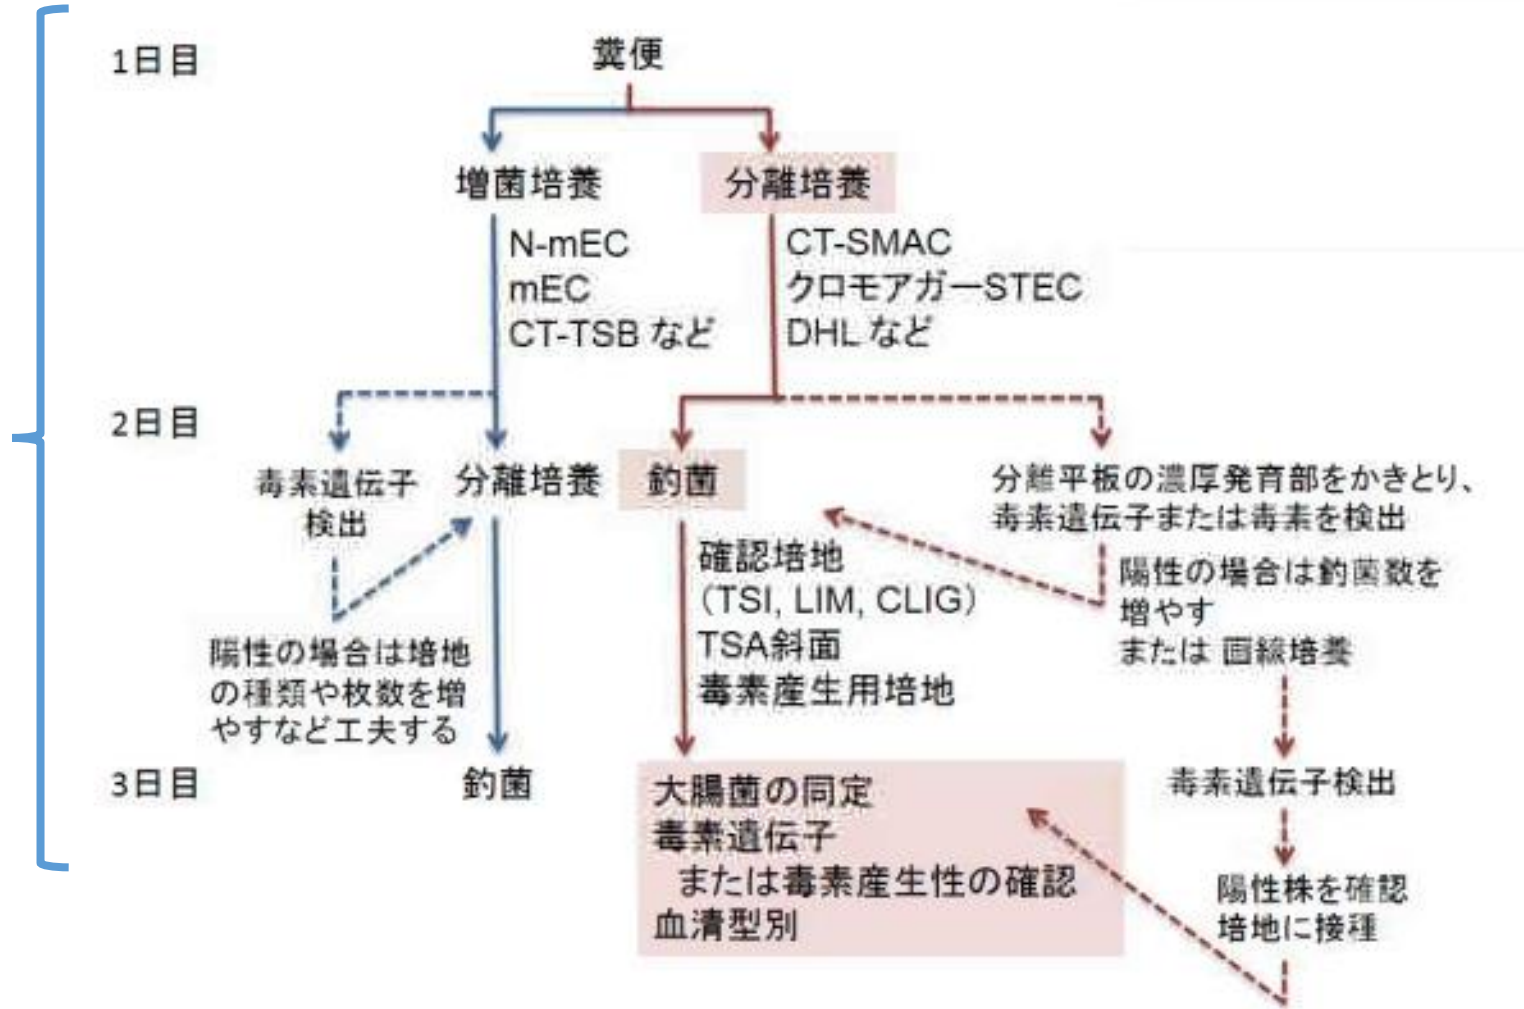 1日目
糞便
増菌培養
分離培養
N-mEC
mEC
CT-TSB など
CT-SMAC
クロモアガーSTEC
DHL など
2日目
毒素遺伝子
検出
分離培養
釣菌
分離平板の濃厚発育部をかきとり、
毒素遺伝子または毒素を検出
陽性の場合は培地
の種類や枚数を増
やすなど工夫する
確認培地
（TSI, LIM, CLIG）
TSA斜面
毒素産生用培地
陽性の場合は釣菌数を
増やす
または 画線培養
3日目
釣菌
大腸菌の同定
毒素遺伝子
または毒素産生性の確認
血清型別
毒素遺伝子検出
陽性株を確認
培地に接種